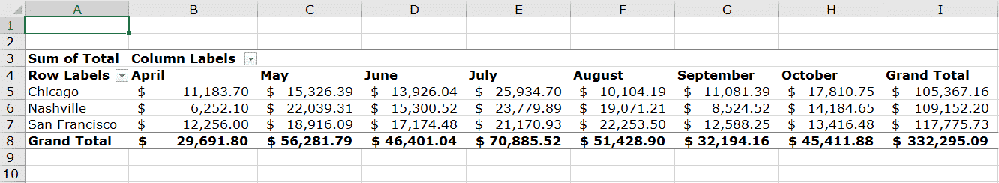 A B C D E F G H I
1
2
3 Sum of Total Column Labels
4 Row Labels April May June July August September October Grand Total
5 Chicago $ 11,183.70 $ 15,326.39 $ 13,926.04 $ 25,934.70 $ 10,104.19 $ 11,081.39 $ 17,810.75 $ 105,367.16
6 Nashville $ 6,252.10 $ 22,039.31 $ 15,300.52 $ 23,779.89 $ 19,071.21 $ 8,524.52 $ 14,184.65 $ 109,152.20
7 San Francisco $ 12,256.00 $ 18,916.09 $ 17,174.48 $ 21,170.93 $ 22,253.50 $ 12,588.25 $ 13,416.48 $ 117,775.73
8 Grand Total $ 29,691.80 $ 56,281.79 $ 46,401.04 $ 70,885.52 $ 51,428.90 $ 32,194.16 $ 45,411.88 $ 332,295.09
9
10